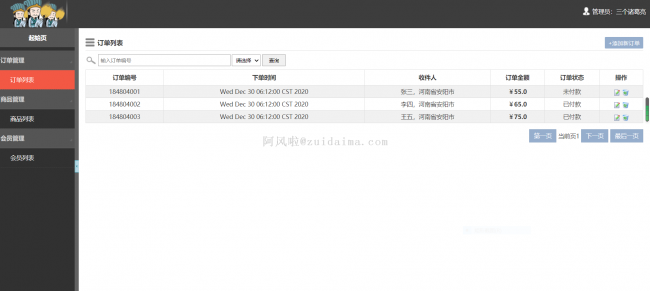 管理员：三个诸葛亮
起始页
订单管理
订单列表
商品管理
商品列表
会员管理
会员列表
订单列表
+添加新订单
输入订单编号 请选择 查询
订单编号 下单时间 收件人 订单金额 订单状态 操作
184804001 Wed Dec 30 06:12:00 CST 2020 张三，河南省安阳市 ¥55.0 未付款
184804002 Wed Dec 30 06:12:00 CST 2020 李四，河南省安阳市 ¥65.0 已付款
184804003 Wed Dec 30 06:12:00 CST 2020 王五，河南省安阳市 ¥75.0 已付款
第一页 当前页1 下一页 最后一页
阿风啦@zuidaima.com